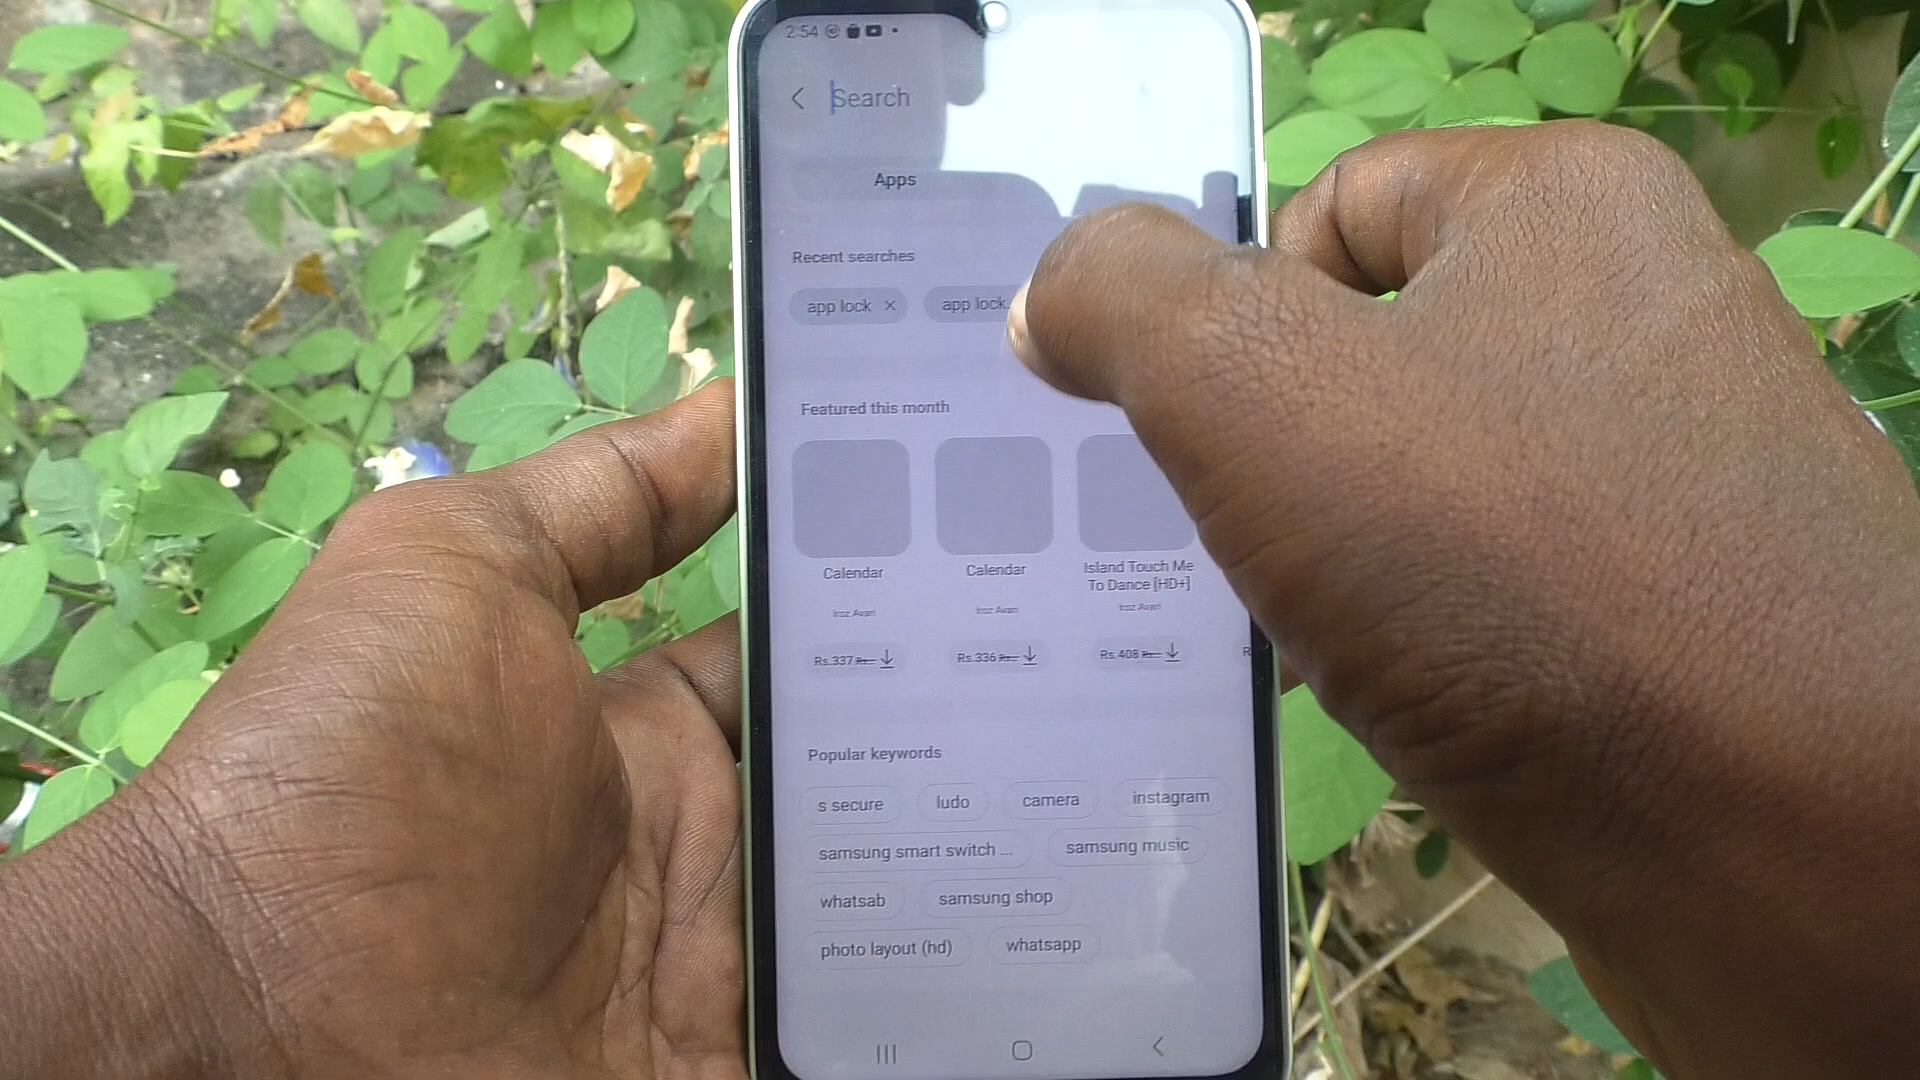 2:54
Search
Apps
Recent searches
app lock × app lock
Featured this month
Calendar Calendar Island Touch Me
To Dance [HD+]
Rs.337 Rs.336 Rs.408
Popular keywords
s secure ludo camera instagram
samsung smart switch ... samsung music
whatsab samsung shop
photo layout (hd) whatsapp